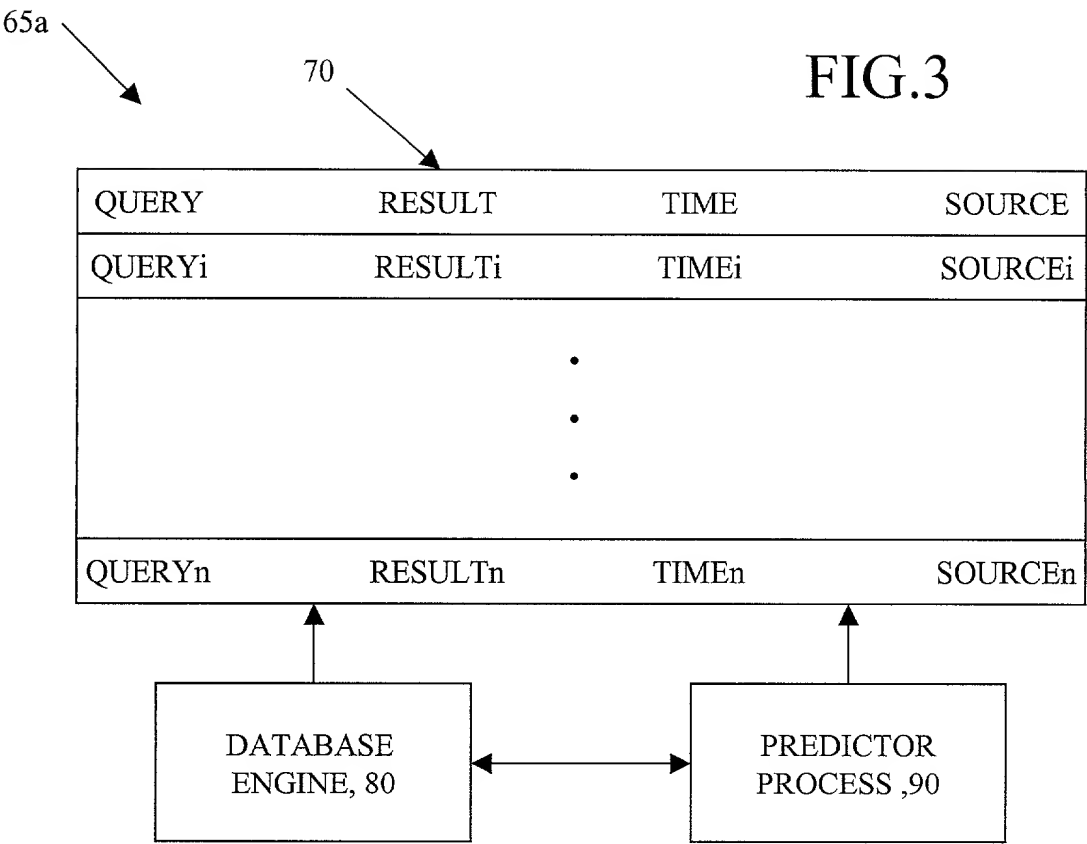 65a
70
FIG.3
QUERY RESULT TIME SOURCE
QUERYi RESULTi TIMEi SOURCEi
QUERYn RESULTn TIMEn SOURCEn
DATABASE
ENGINE, 80
PREDICTOR
PROCESS ,90